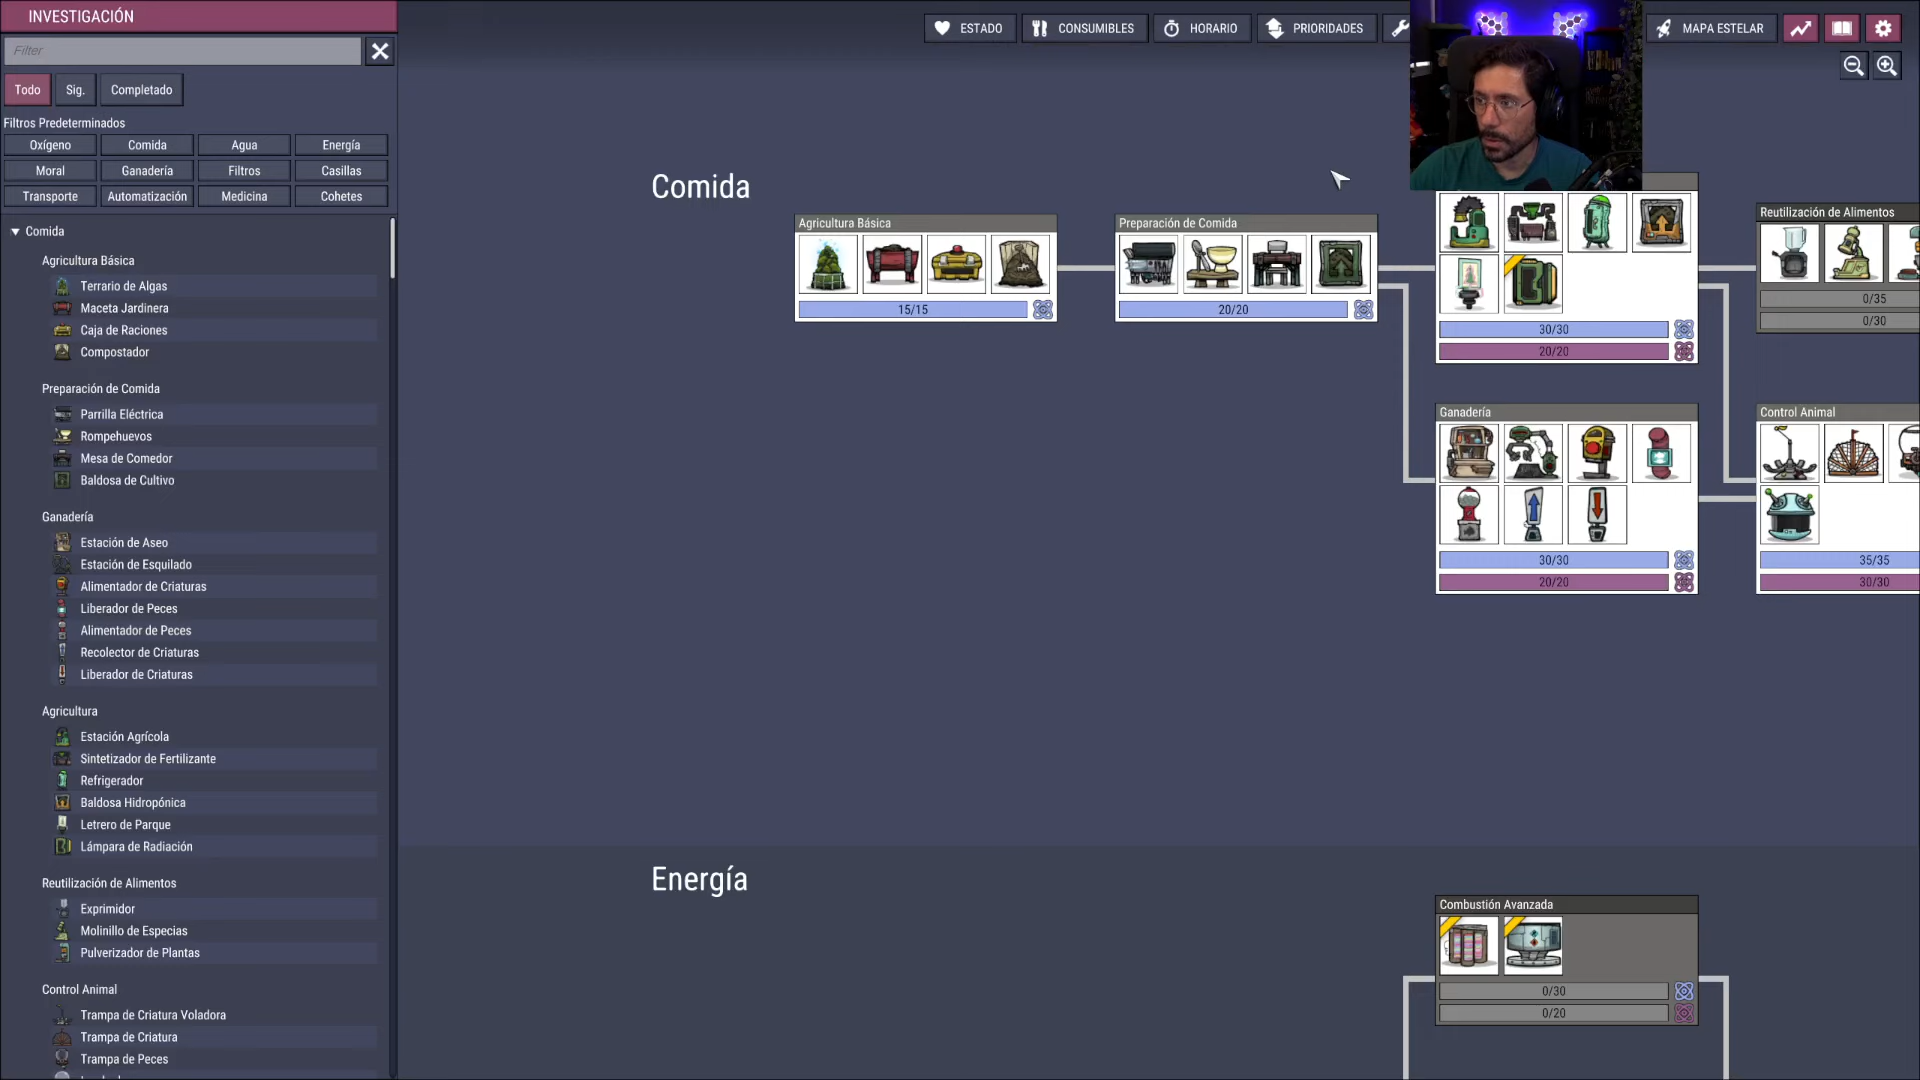 INVESTIGACIÓN
Filter
Todo
Sig.
Completado
Filtros Predeterminados
Oxígeno
Comida
Agua
Energía
Moral
Ganadería
Filtros
Casillas
Transporte
Automatización
Medicina
Cohetes
Comida
Agricultura Básica
Terrario de Algas
Maceta Jardinera
Caja de Raciones
Compostador
Preparación de Comida
Parrilla Eléctrica
Rompehuevos
Mesa de Comedor
Baldosa de Cultivo
Ganadería
Estación de Aseo
Estación de Esquilado
Alimentador de Criaturas
Liberador de Peces
Alimentador de Peces
Recolector de Criaturas
Liberador de Criaturas
Agricultura
Estación Agrícola
Sintetizador de Fertilizante
Refrigerador
Baldosa Hidropónica
Letrero de Parque
Lámpara de Radiación
Reutilización de Alimentos
Exprimidor
Molinillo de Especias
Pulverizador de Plantas
Control Animal
Trampa de Criatura Voladora
Trampa de Criatura
Trampa de Peces
ESTADO
CONSUMIBLES
HORARIO
PRIORIDADES
MAPA ESTELAR
Comida
Agricultura Básica
15/15
Preparación de Comida
20/20
30/30
20/20
Reutilización de Alimentos
0/35
0/30
Ganadería
30/30
20/20
Control Animal
35/35
30/30
Energía
Combustión Avanzada
0/30
0/20